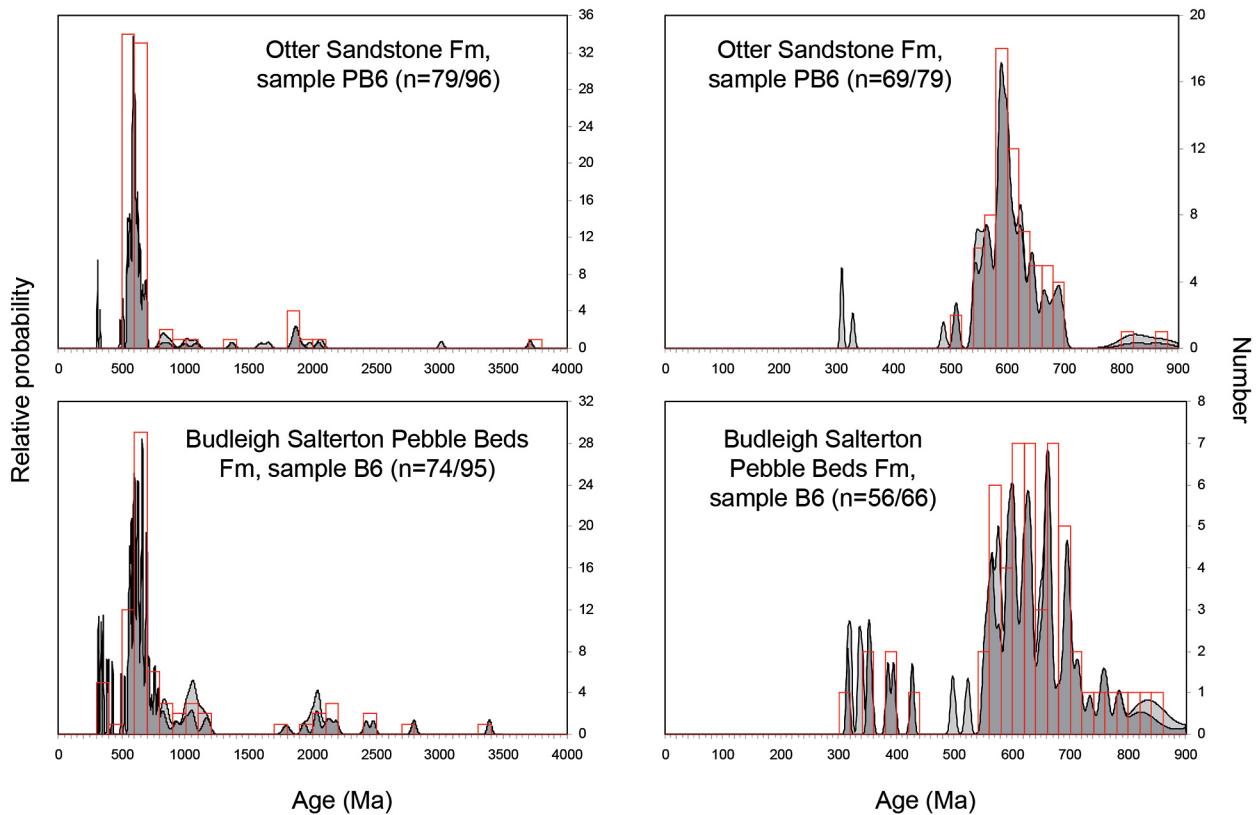 Otter Sandstone Fm,
sample PB6 (n=79/96)
36
32
28
24
20
16
12
8
4
0
0 500 1000 1500 2000 2500 3000 3500 4000
Otter Sandstone Fm,
sample PB6 (n=69/79)
20
16
12
8
4
0
0 100 200 300 400 500 600 700 800 900
Relative probability
Number
Budleigh Salterton Pebble Beds
Fm, sample B6 (n=74/95)
32
28
24
20
16
12
8
4
0
0 500 1000 1500 2000 2500 3000 3500 4000
Budleigh Salterton
Pebble Beds Fm,
sample B6 (n=56/66)
8
7
6
5
4
3
2
1
0
0 100 200 300 400 500 600 700 800 900
Age (Ma)
Age (Ma)